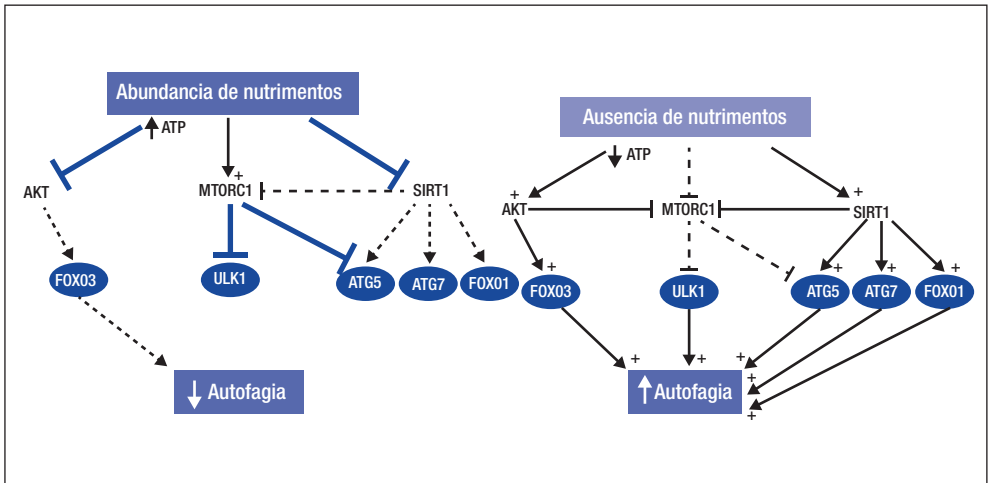 Abundancia de nutrimentos
ATP
AKT
+
MTORC1
SIRT1
FOX03
ULK1
ATG5
ATG7
FOX01
Autofagia
Ausencia de nutrimentos
ATP
+
AKT
MTORC1
+
SIRT1
+
FOX03
ULK1
+
ATG5
+
ATG7
+
FOX01
+
+
+
+
+
Autofagia